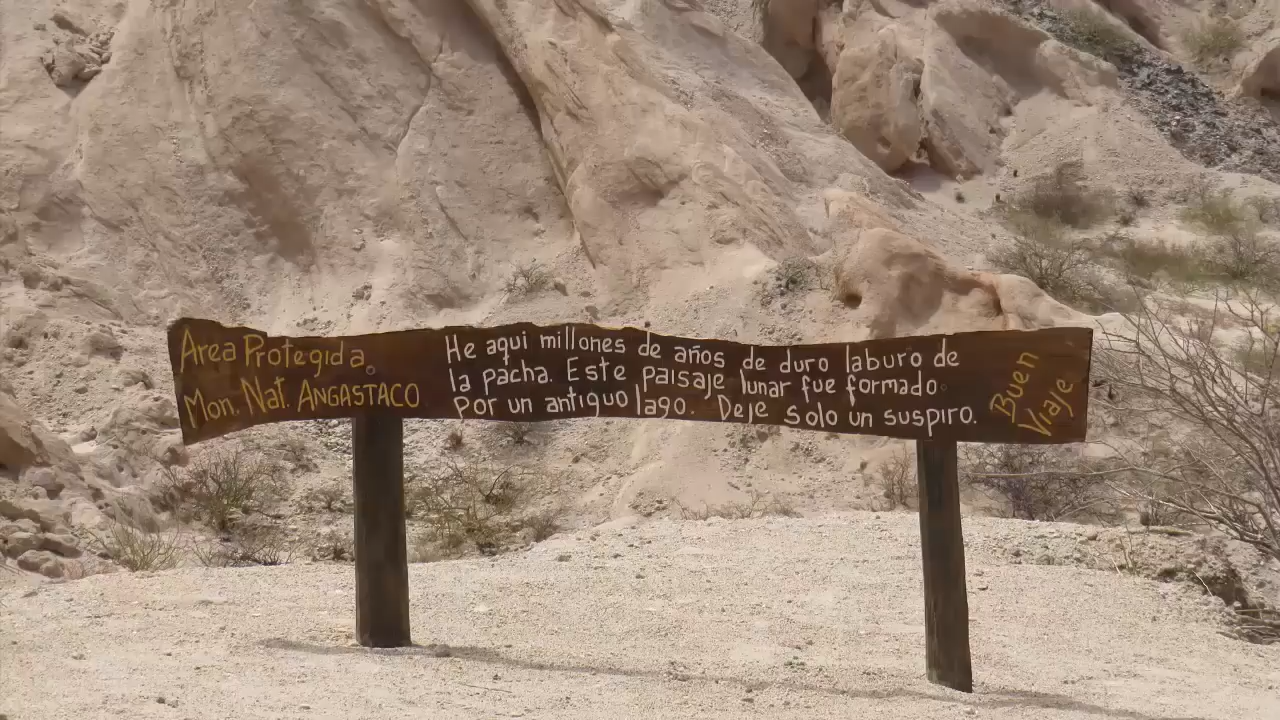 Area Protegida.
Mon. Nat. ANGASTACO
He aqui millones de años de duro laburo de
la pacha. Este paisaje lunar fue formado
por un antiguo lago. Deje solo un suspiro.
Buen
Viaje